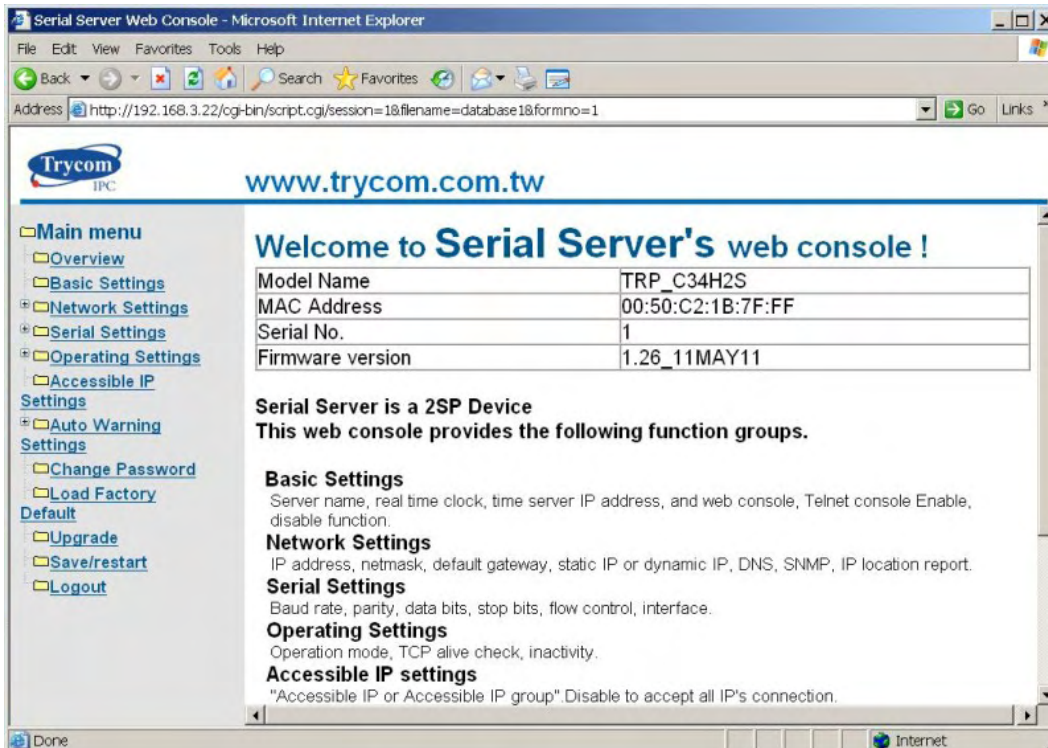 Serial Server Web Console - Microsoft Internet Explorer
File Edit View Favorites Tools Help
Back Search Favorites
Address http://192.168.3.22/cgi-bin/script.cgi/session=1&filename=database1&formno=1 Go Links
Trycom
IPC
www.trycom.com.tw
Main menu
Overview
Basic Settings
Network Settings
Serial Settings
Operating Settings
Accessible IP
Settings
Auto Warning
Settings
Change Password
Load Factory
Default
Upgrade
Save/restart
Logout
Welcome to Serial Server's web console !
Model Name TRP_C34H2S
MAC Address 00:50:C2:1B:7F:FF
Serial No. 1
Firmware version 1.26_11MAY11
Serial Server is a 2SP Device
This web console provides the following function groups.
Basic Settings
Server name, real time clock, time server IP address, and web console, Telnet console Enable,
disable function.
Network Settings
IP address, netmask, default gateway, static IP or dynamic IP, DNS, SNMP, IP location report.
Serial Settings
Baud rate, parity, data bits, stop bits, flow control, interface.
Operating Settings
Operation mode, TCP alive check, inactivity.
Accessible IP settings
"Accessible IP or Accessible IP group".Disable to accept all IP's connection.
Done Internet